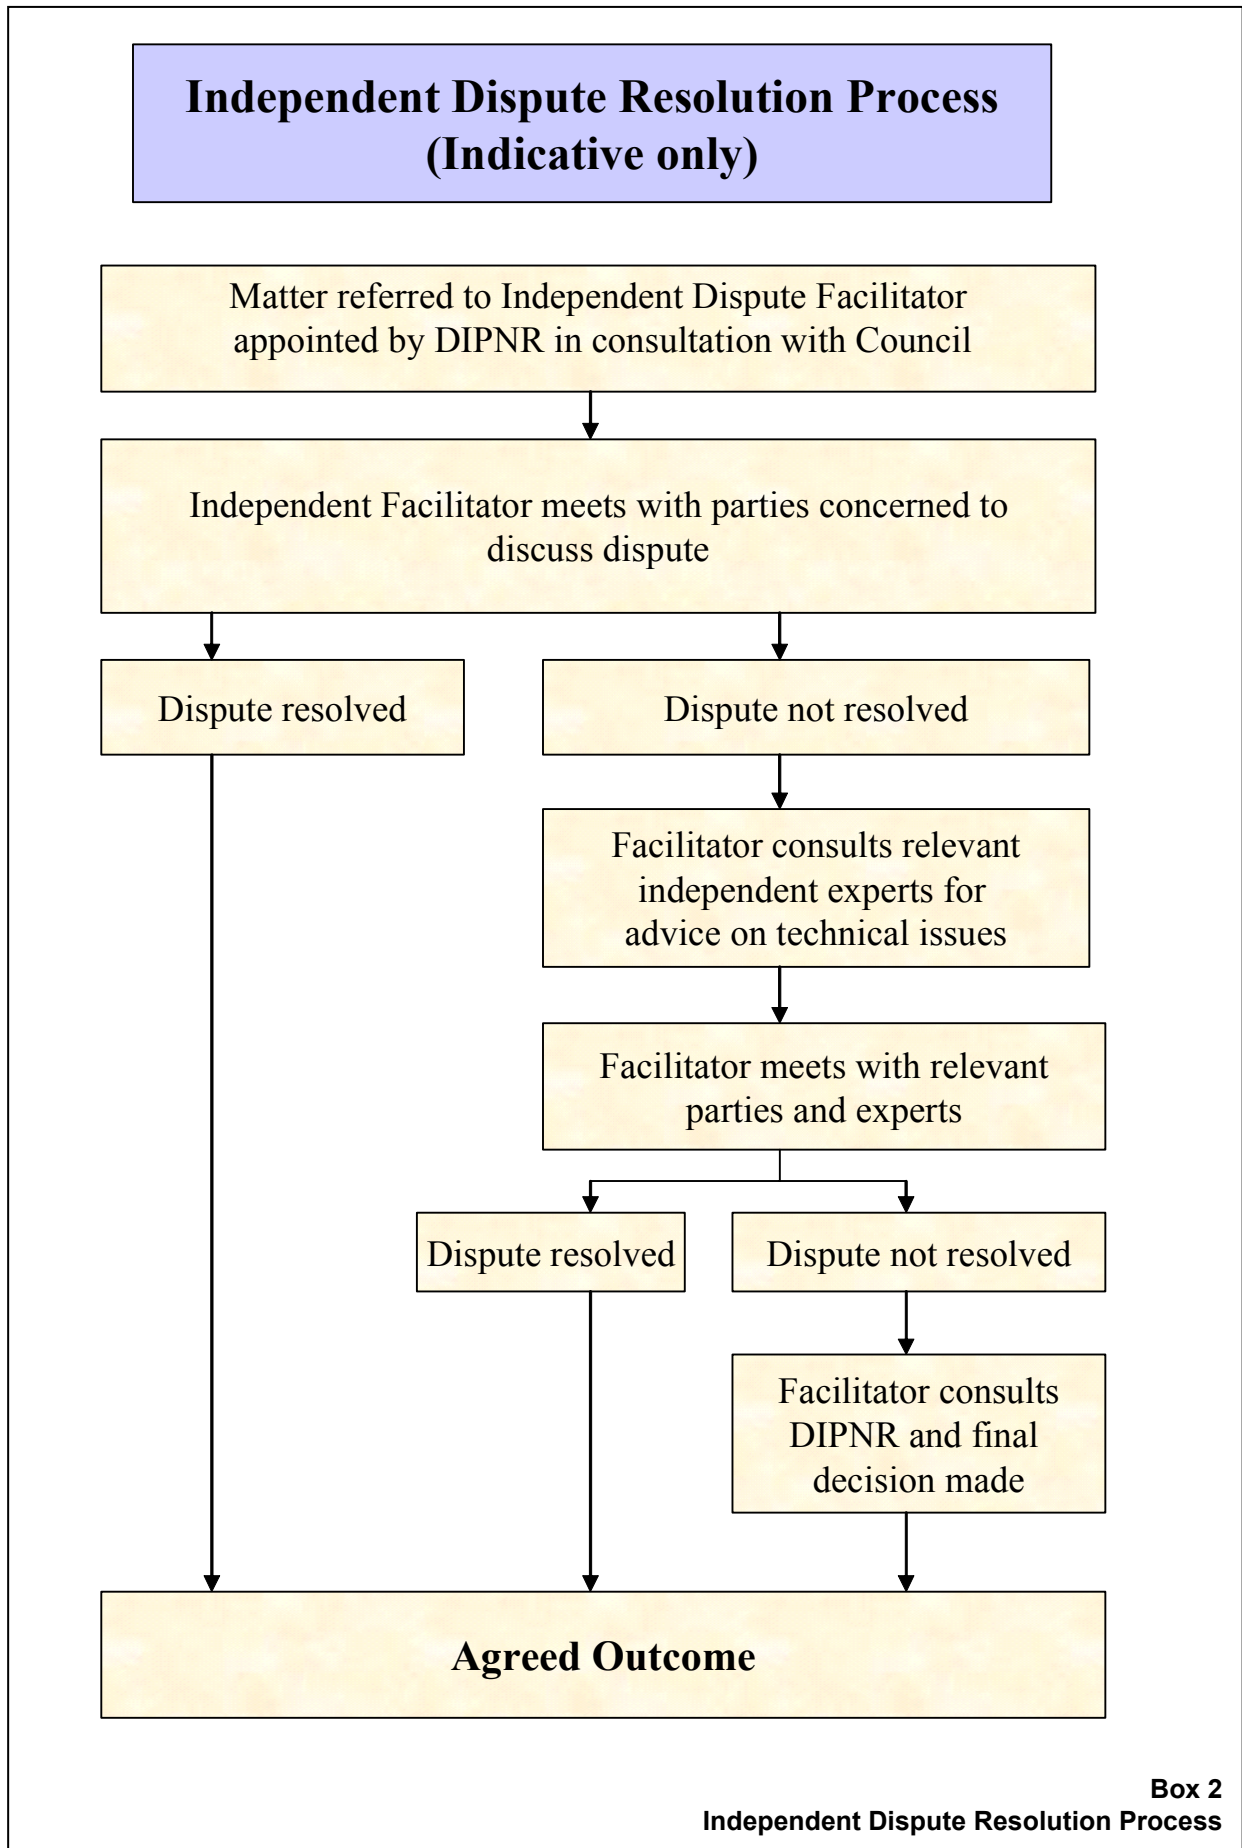 Independent Dispute Resolution Process
(Indicative only)
Matter referred to Independent Dispute Facilitator
appointed by DIPNR in consultation with Council
Independent Facilitator meets with parties concerned to
discuss dispute
Dispute resolved
Dispute not resolved
Facilitator consults relevant
independent experts for
advice on technical issues
Facilitator meets with relevant
parties and experts
Dispute resolved
Dispute not resolved
Facilitator consults
DIPNR and final
decision made
Agreed Outcome
Box 2
Independent Dispute Resolution Process